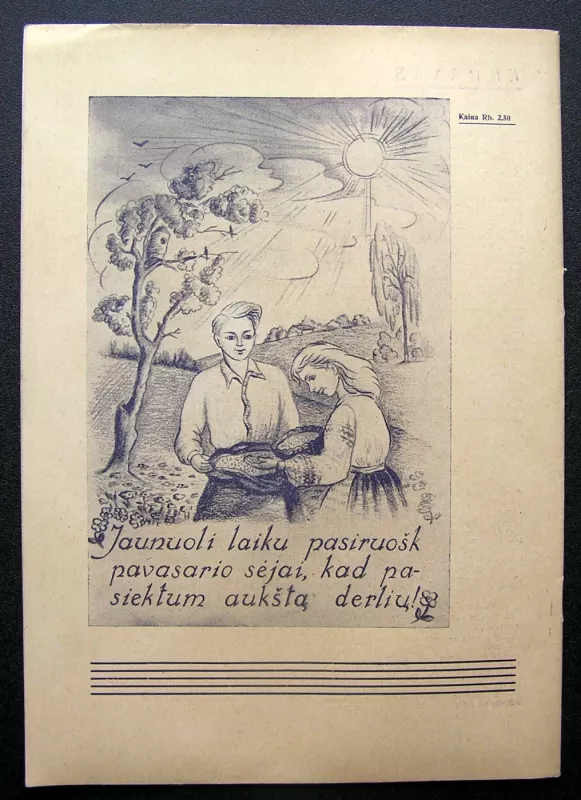 Kaina Rb. 2,50
Jaunuoli laiku pasiruošk
pavasario sėjai, kad pa-
siektum aukštą derlių!